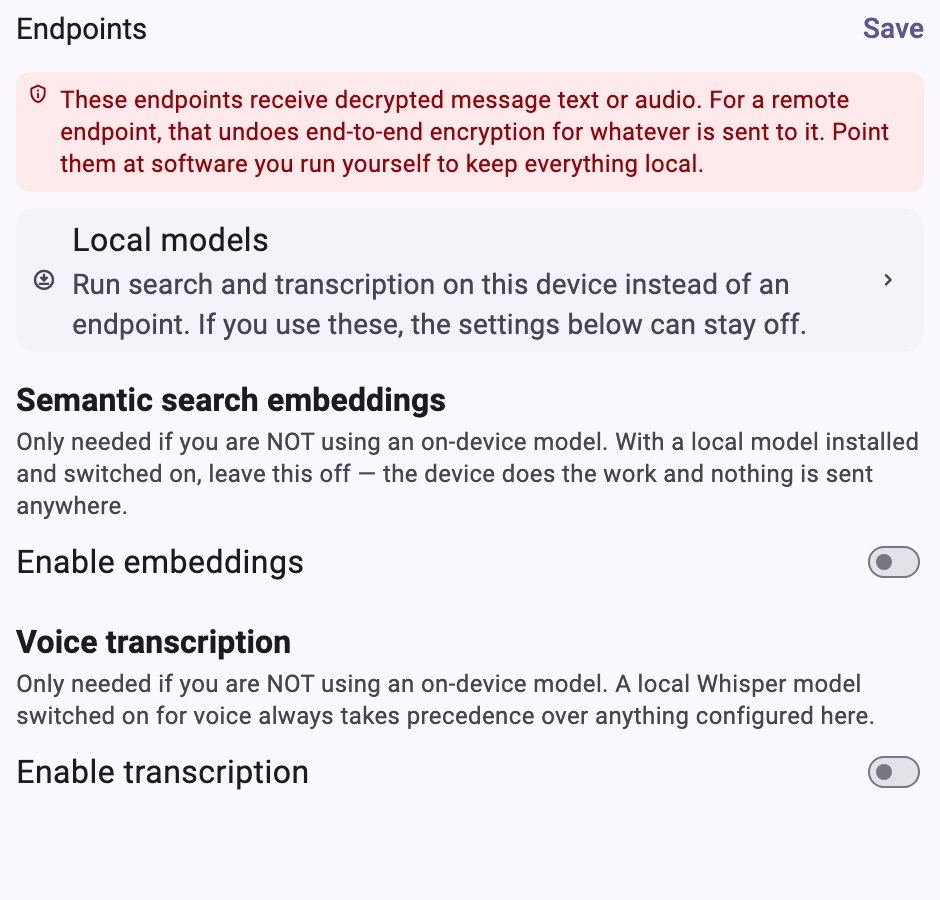 Endpoints
Save
These endpoints receive decrypted message text or audio. For a remote
endpoint, that undoes end-to-end encryption for whatever is sent to it. Point
them at software you run yourself to keep everything local.
Local models
Run search and transcription on this device instead of an
endpoint. If you use these, the settings below can stay off.
Semantic search embeddings
Only needed if you are NOT using an on-device model. With a local model installed
and switched on, leave this off — the device does the work and nothing is sent
anywhere.
Enable embeddings
Voice transcription
Only needed if you are NOT using an on-device model. A local Whisper model
switched on for voice always takes precedence over anything configured here.
Enable transcription